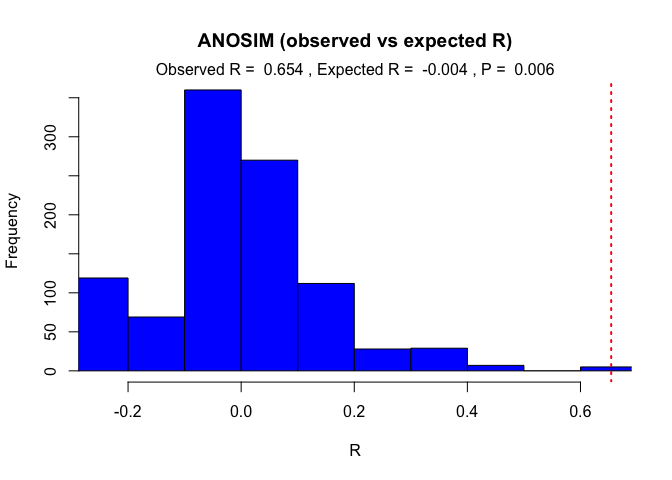 ANOSIM (observed vs expected R)
Observed R =  0.654 , Expected R =  -0.004 , P =  0.006
Frequency
300
200
100
50
0
-0.2
0.0
0.2
0.4
0.6
R